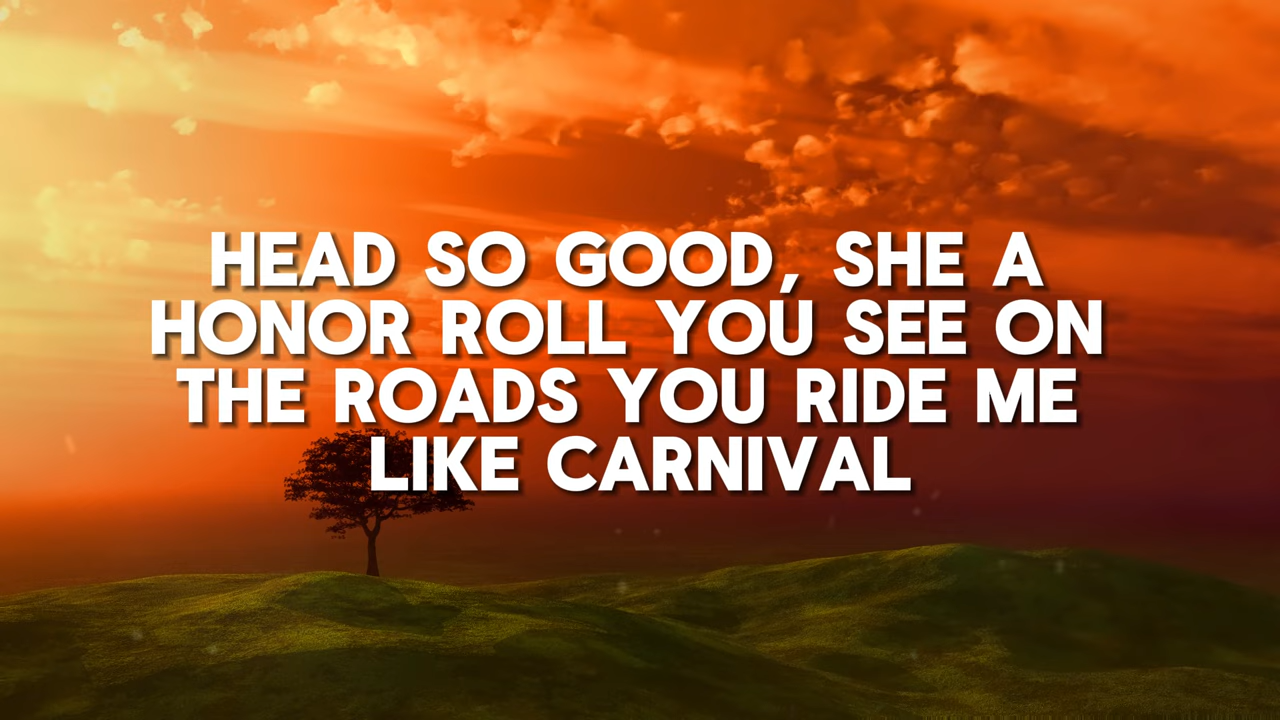 HEAD SO GOOD, SHE A
HONOR ROLL YOU SEE ON
THE ROADS YOU RIDE ME
LIKE CARNIVAL